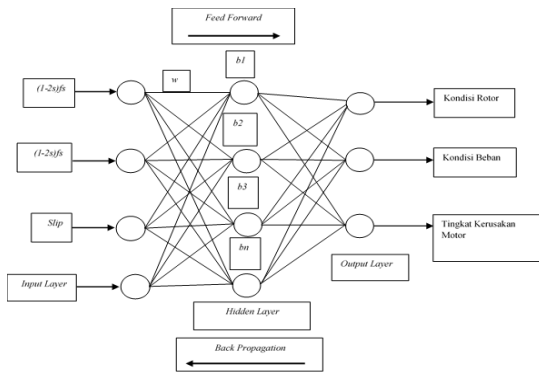 Feed Forward
b1
(1-2s)fs
w
Kondisi Rotor
b2
(1-2s)fs
Kondisi Beban
b3
Slip
Tingkat Kerusakan
Motor
bn
Output Layer
Input Layer
Hidden Layer
Back Propagation